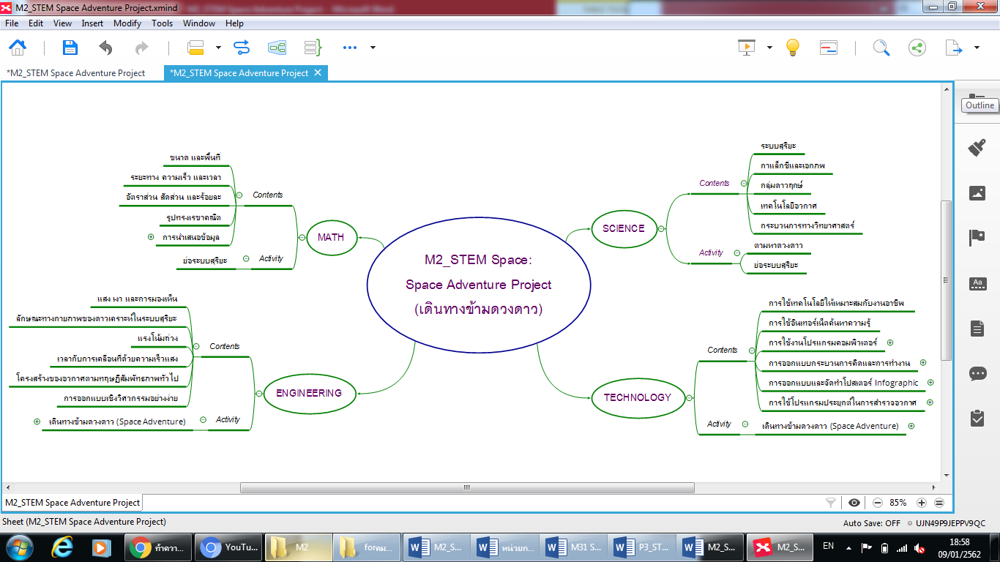 M2_STEM Space Adventure Project.xmind
File Edit View Insert Modify Tools Window Help
*M2_STEM Space Adventure Project
*M2_STEM Space Adventure Project
Outline
M2_STEM Space:
Space Adventure Project
(เดินทางข้ามดวงดาว)
MATH
Contents
ขนาด และพื้นที่
ระยะทาง ความเร็ว และเวลา
อัตราส่วน สัดส่วน และร้อยละ
รูปทรงเรขาคณิต
การนำเสนอข้อมูล
Activity
ย่อระบบสุริยะ
SCIENCE
Contents
ระบบสุริยะ
กาแล็กซี่และเอกภพ
กลุ่มดาวฤกษ์
เทคโนโลยีอวกาศ
กระบวนการทางวิทยาศาสตร์
Activity
ตามหาดวงดาว
ย่อระบบสุริยะ
ENGINEERING
Contents
แสง เงา และการมองเห็น
ลักษณะทางกายภาพของดาวเคราะห์ในระบบสุริยะ
แรงโน้มถ่วง
เวลากับการเคลื่อนที่ด้วยความเร็วแสง
โครงสร้างของอวกาศตามทฤษฎีสัมพัทธภาพทั่วไป
การออกแบบเชิงวิศวกรรมอย่างง่าย
Activity
เดินทางข้ามดวงดาว (Space Adventure)
TECHNOLOGY
Contents
การใช้เทคโนโลยีให้เหมาะสมกับงานอาชีพ
การใช้อินเทอร์เน็ตค้นหาความรู้
การใช้งานโปรแกรมคอมพิวเตอร์
การออกแบบกระบวนการคิดและการทำงาน
การออกแบบและจัดทำโปสเตอร์ Infographic
การใช้โปรแกรมประยุกต์ในการสำรวจอวกาศ
Activity
เดินทางข้ามดวงดาว (Space Adventure)
M2_STEM Space Adventure Project
85%
Sheet (M2_STEM Space Adventure Project)
Auto Save: OFF
UJN49P9JEPPV9QC
ท้าดวา...
YouTu...
M2
forคม...
M2_S...
หน่วยก...
M31 S...
P3_ST...
M2_S...
M2_S...
EN
18:58
09/01/2562